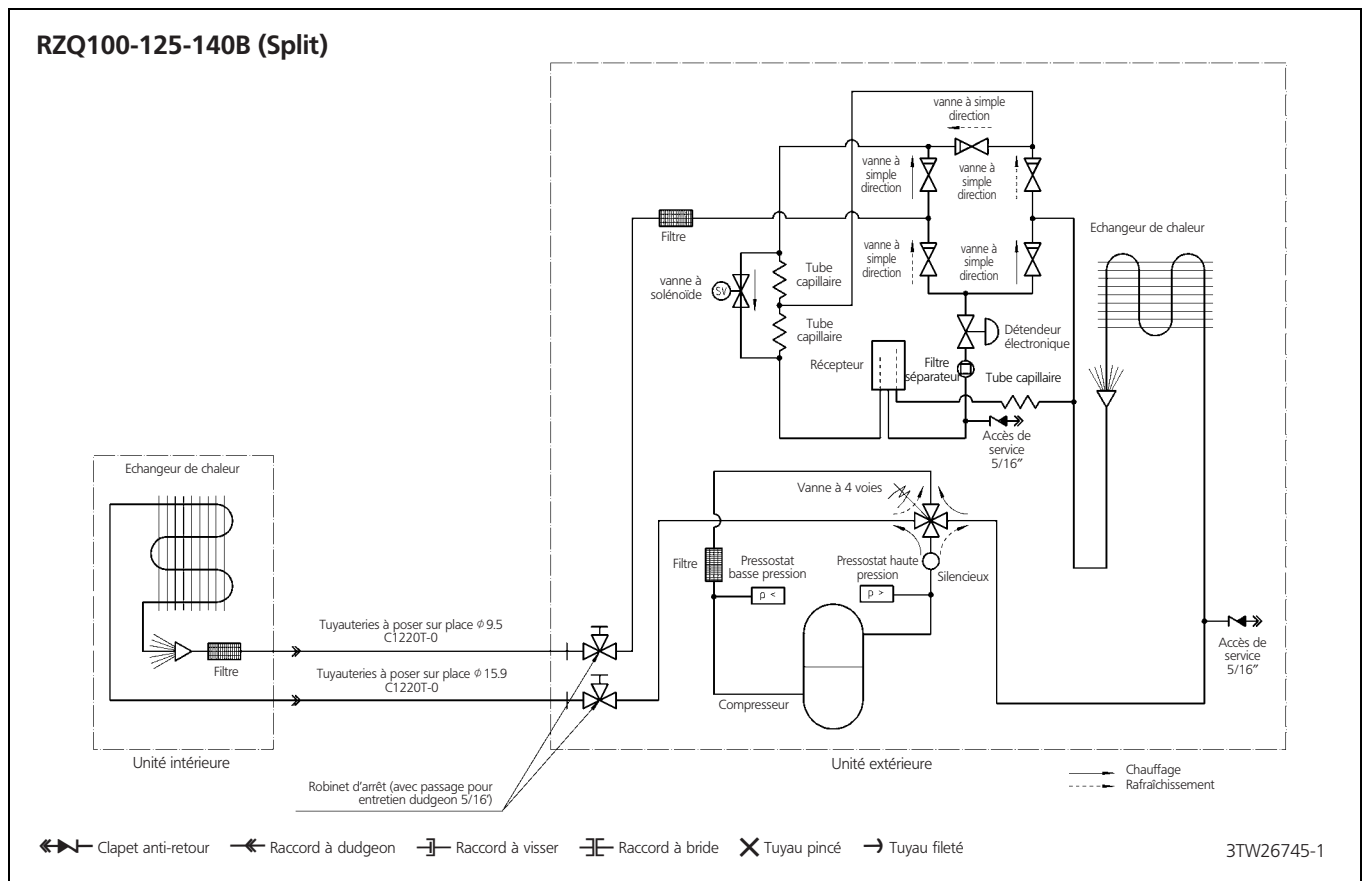 RZQ100-125-140B (Split)
vanne à simple
direction
vanne à
simple
direction
vanne à
simple
direction
Filtre
vanne à
simple
direction
vanne à
simple
direction
Echangeur de chaleur
vanne à
solénoïde
SV
Tube
capillaire
Tube
capillaire
Détendeur
électronique
Récepteur
Filtre
séparateur
Tube capillaire
Accès de
service
5/16"
Echangeur de chaleur
Vanne à 4 voies
Filtre
Pressostat
basse pression
p <
Pressostat haute
pression
p >
Silencieux
Tuyauteries à poser sur place ø 9.5
C1220T-0
Filtre
Tuyauteries à poser sur place ø 15.9
C1220T-0
Accès de
service
5/16"
Compresseur
Unité intérieure
Unité extérieure
Robinet d'arrêt (avec passage pour
entretien dudgeon 5/16')
Chauffage
Rafraîchissement
Clapet anti-retour
Raccord à dudgeon
Raccord à visser
Raccord à bride
Tuyau pincé
Tuyau fileté
3TW26745-1